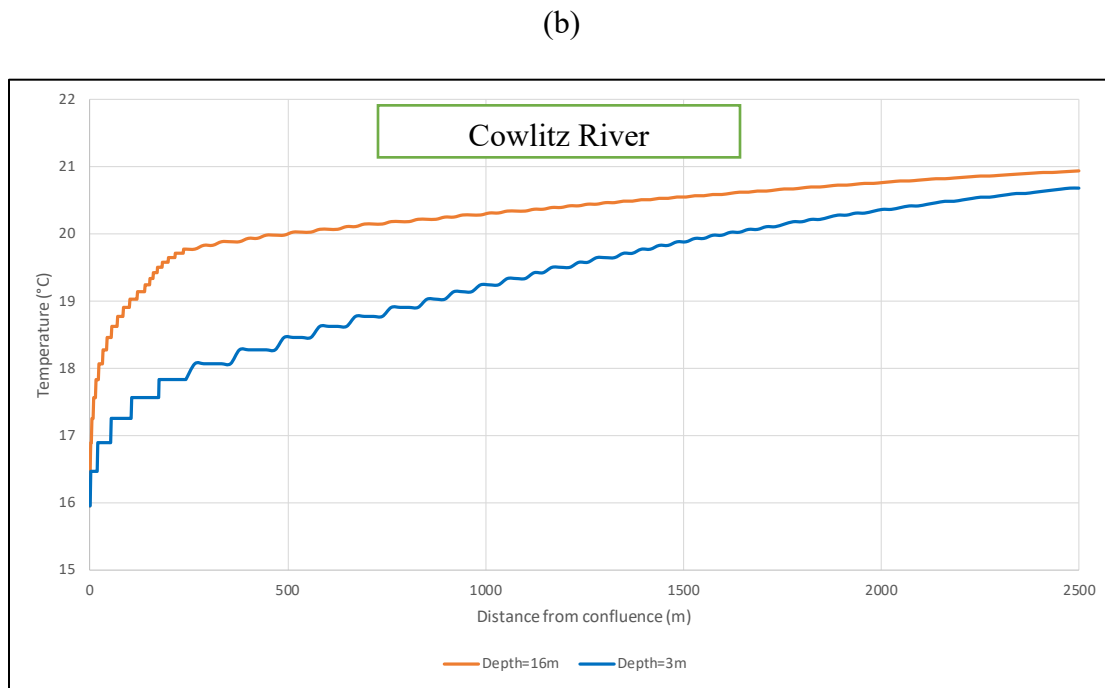 (b)
Cowlitz River
22
21
20
19
18
17
16
15
Temperature (°C)
0 500 1000 1500 2000 2500
Distance from confluence (m)
Depth=16m Depth=3m